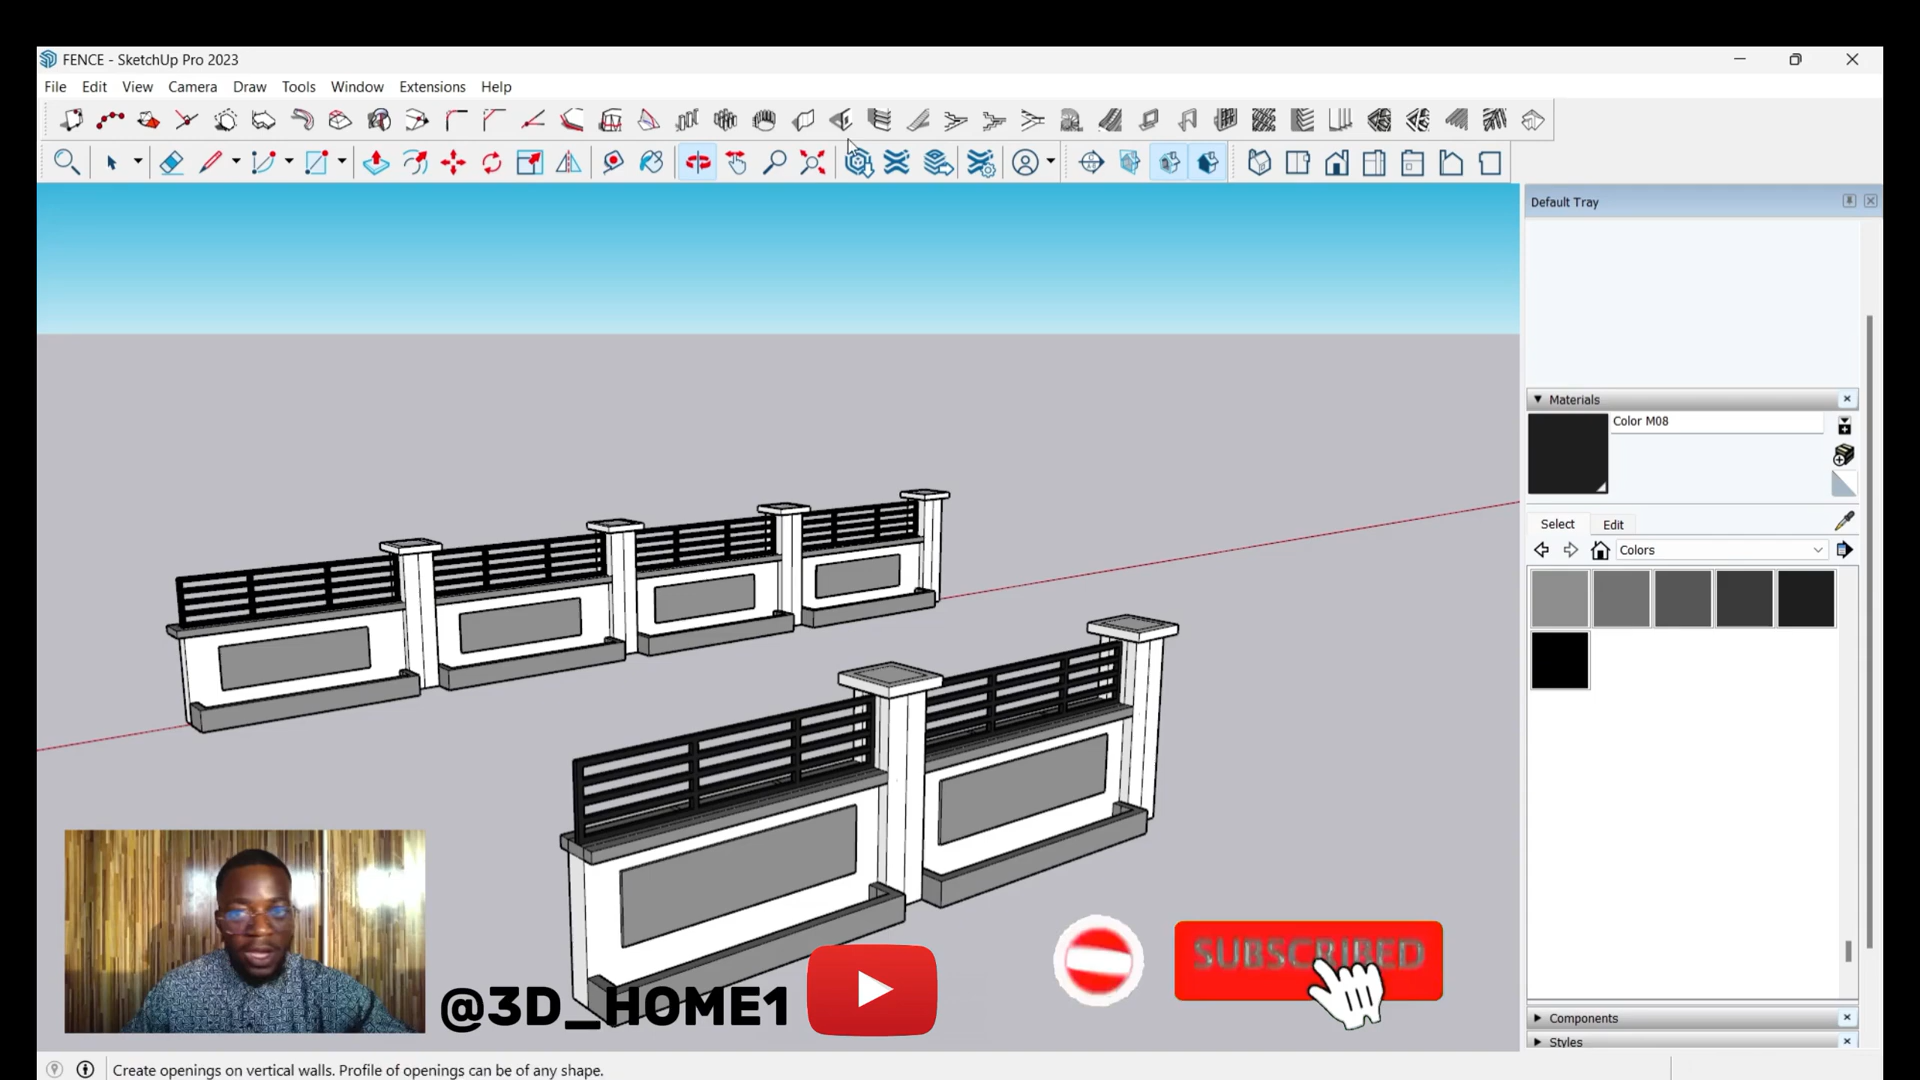 FENCE - SketchUp Pro 2023
File Edit View Camera Draw Tools Window Extensions Help
Default Tray
Materials
Color M08
Select Edit
Colors
@3D_HOME1
SUBSCRIBED
Components
Styles
Create openings on vertical walls. Profile of openings can be of any shape.